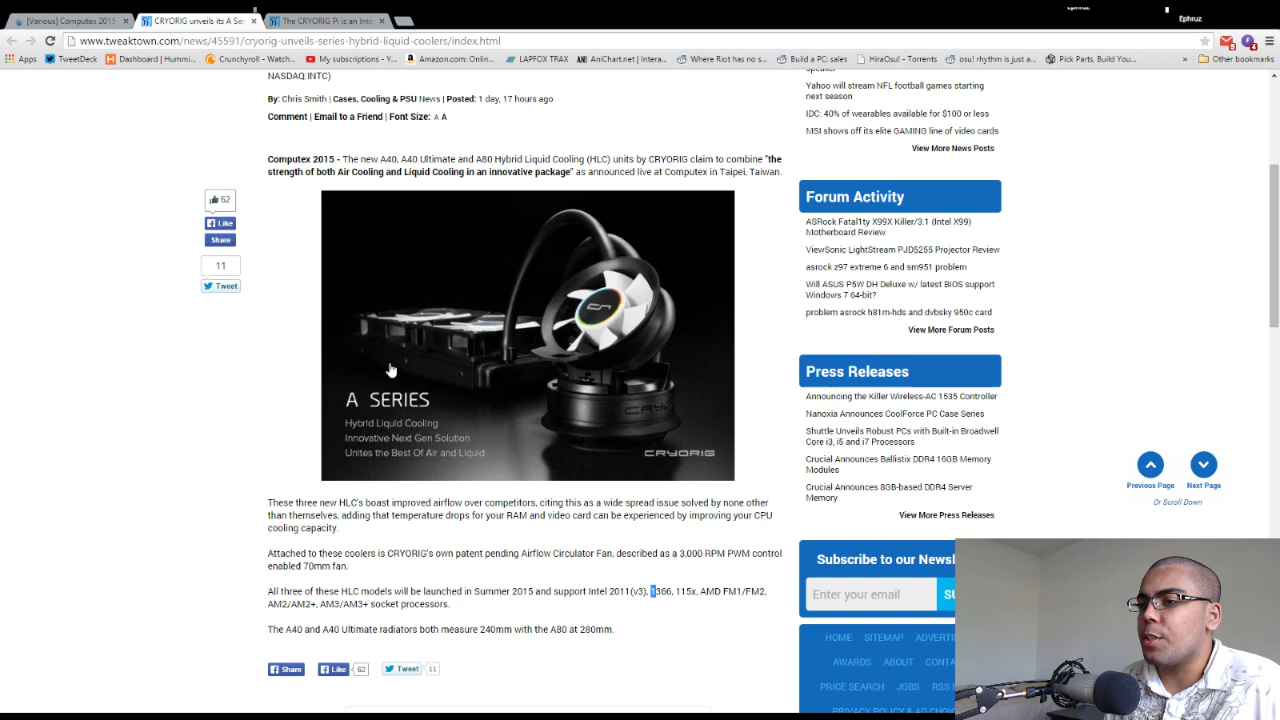 Ephruz
Ephruz
[Various] Computex 2015
CRYORIG unveils its A Ser
The CRYORIG Pi is an Inte
www.tweaktown.com/news/45591/cryorig-unveils-series-hybrid-liquid-coolers/index.html
Apps
TweetDeck
Dashboard | Hummi...
Crunchyroll - Watch...
My subscriptions - Y...
Amazon.com: Onlin...
LAPFOX TRAX
AniChart.net | Intera...
Where Riot has no s...
Build a PC: sales
HiraOsu! - Torrents
osu! rhythm is just a...
Pick Parts, Build You...
»
Other bookmarks
NASDAQ:INTC)
By: Chris Smith | Cases, Cooling & PSU News | Posted: 1 day, 17 hours ago
Comment | Email to a Friend | Font Size: A A
Computex 2015 - The new A40, A40 Ultimate and A80 Hybrid Liquid Cooling (HLC) units by CRYORIG claim to combine "the
strength of both Air Cooling and Liquid Cooling in an innovative package" as announced live at Computex in Taipei, Taiwan.
62
Like
Share
11
Tweet
A SERIES
Hybrid Liquid Cooling
Innovative Next Gen Solution
Unites the Best Of Air and Liquid
CRYORIG
These three new HLC's boast improved airflow over competitors, citing this as a wide spread issue solved by none other
than themselves, adding that temperature drops for your RAM and video card can be experienced by improving your CPU
cooling capacity.
Attached to these coolers is CRYORIG's own patent pending Airflow Circulator Fan, described as a 3,000 RPM PWM control
enabled 70mm fan.
All three of these HLC models will be launched in Summer 2015 and support Intel 2011(v3), 1366, 115x, AMD FM1/FM2,
AM2/AM2+, AM3/AM3+ socket processors.
The A40 and A40 Ultimate radiators both measure 240mm with the A80 at 280mm.
Share
Like
62
Tweet
11
speaker
Yahoo will stream NFL football games starting
next season
IDC: 40% of wearables available for $100 or less
MSI shows off its elite GAMING line of video cards
View More News Posts
Forum Activity
ASRock Fatal1ty X99X Killer/3.1 (Intel X99)
Motherboard Review
ViewSonic LightStream PJD5255 Projector Review
asrock z97 extreme 6 and sm951 problem
Will ASUS P5W DH Deluxe w/ latest BIOS support
Windows 7 64-bit?
problem asrock h81m-hds and dvbsky 950c card
View More Forum Posts
Press Releases
Announcing the Killer Wireless-AC 1535 Controller
Nanoxia Announces CoolForce PC Case Series
Shuttle Unveils Robust PCs with Built-in Broadwell
Core i3, i5 and i7 Processors
Crucial Announces Ballistix DDR4 16GB Memory
Modules
Crucial Announces 8GB-based DDR4 Server
Memory
View More Press Releases
Previous Page
Next Page
Or Scroll Down
Subscribe to our Newsl
Enter your email
SU
HOME
SITEMAP
ADVERTIS
AWARDS
ABOUT
CONTA
PRICE SEARCH
JOBS
RSS
PRIVACY POLICY & AD CHOIC